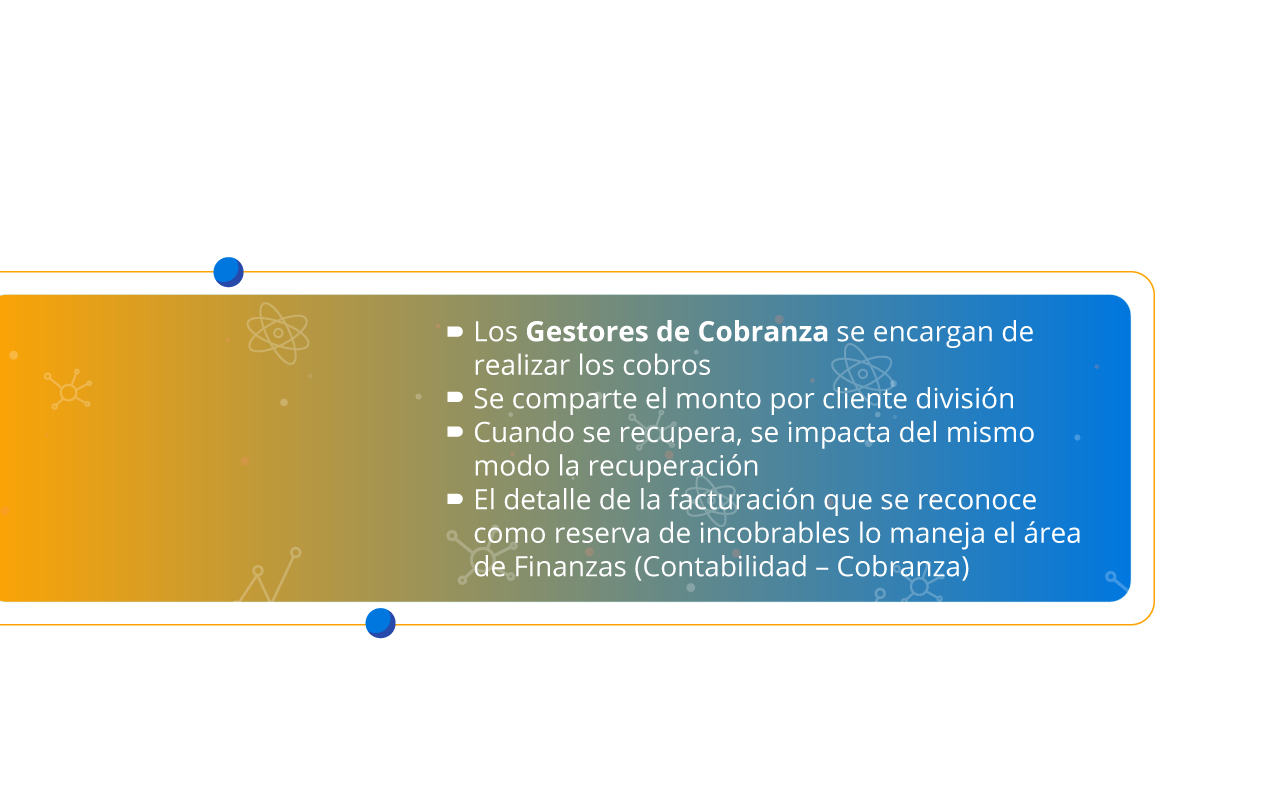 Los Gestores de Cobranza se encargan de
realizar los cobros
Se comparte el monto por cliente división
Cuando se recupera, se impacta del mismo
modo la recuperación
El detalle de la facturación que se reconoce
como reserva de incobrables lo maneja el área
de Finanzas (Contabilidad – Cobranza)